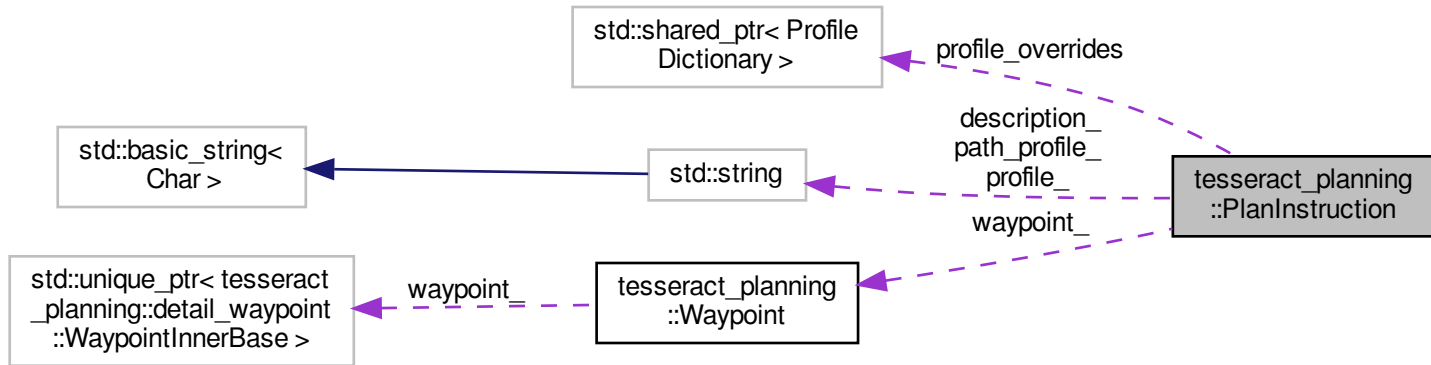 std::shared_ptr< Profile
Dictionary >
profile_overrides
std::basic_string<
Char >
std::string
description_
path_profile_
profile_
tesseract_planning
::PlanInstruction
waypoint_
std::unique_ptr< tesseract
_planning::detail_waypoint
::WaypointInnerBase >
waypoint_
tesseract_planning
::Waypoint